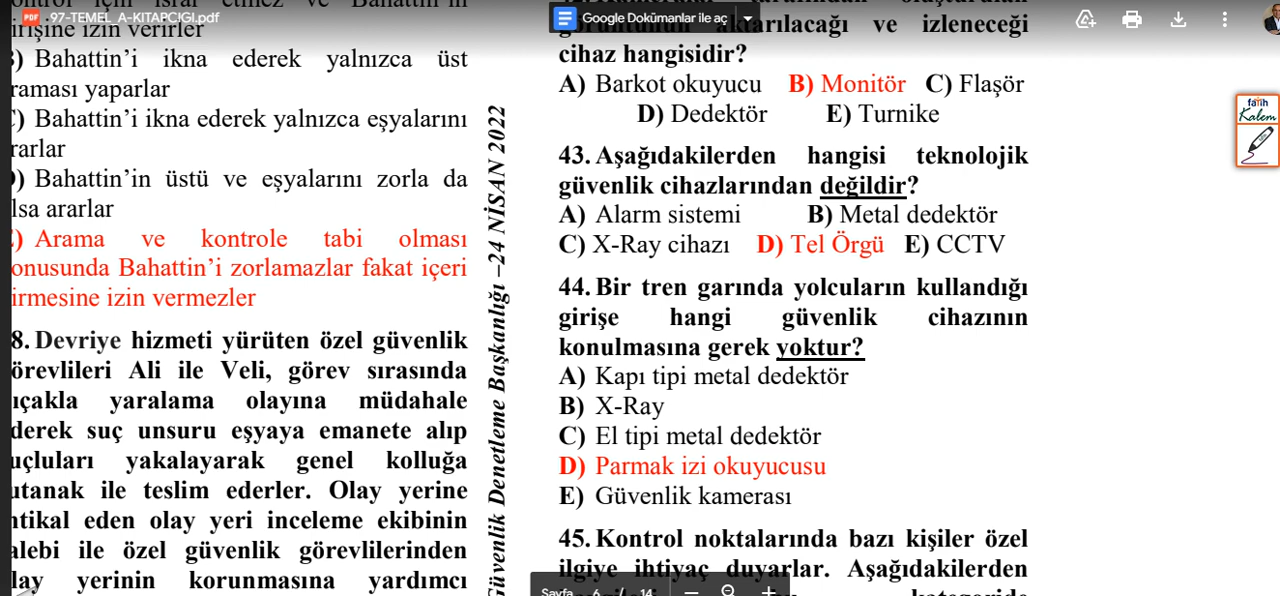 97-TEMEL_A-KITAPCIGI.pdf
Google Dokümanlar ile aç
irişine izin verirler
) Bahattin’i ikna ederek yalnızca üst
raması yaparlar
) Bahattin’i ikna ederek yalnızca eşyalarını
rarlar
) Bahattin’in üstü ve eşyalarını zorla da
lsa ararlar
) Arama ve kontrole tabi olması
onusunda Bahattin’i zorlamazlar fakat içeri
irmesine izin vermezler
8. Devriye hizmeti yürüten özel güvenlik
örevlileri Ali ile Veli, görev sırasında
ıçakla yaralama olayına müdahale
derek suç unsuru eşyaya emanete alıp
uçluları yakalayarak genel kolluğa
utanak ile teslim ederler. Olay yerine
ntikal eden olay yeri inceleme ekibinin
alebi ile özel güvenlik görevlilerinden
lay yerinin korunmasına yardımcı
Güvenlik Denetleme Başkanlığı –24 NİSAN 2022
görüntünün aktarılacağı ve izleneceği
cihaz hangisidir?
A) Barkot okuyucu B) Monitör C) Flaşör
D) Dedektör E) Turnike
43. Aşağıdakilerden hangisi teknolojik
güvenlik cihazlarından değildir?
A) Alarm sistemi B) Metal dedektör
C) X-Ray cihazı D) Tel Örgü E) CCTV
44. Bir tren garında yolcuların kullandığı
girişe hangi güvenlik cihazının
konulmasına gerek yoktur?
A) Kapı tipi metal dedektör
B) X-Ray
C) El tipi metal dedektör
D) Parmak izi okuyucusu
E) Güvenlik kamerası
45. Kontrol noktalarında bazı kişiler özel
ilgiye ihtiyaç duyarlar. Aşağıdakilerden
Sayfa 6 / 14
fatih
Kalem